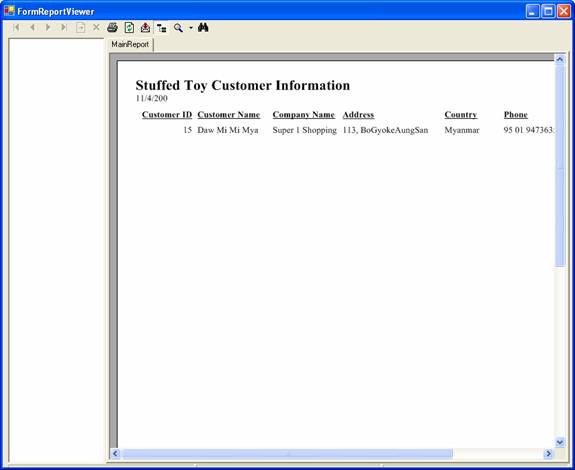 FormReportViewer
MainReport
Stuffed Toy Customer Information
11/4/200
Customer ID Customer Name Company Name Address Country Phone
15 Daw Mi Mi Mya Super 1 Shopping 113, BoGyokeAungSan Myanmar 95 01 947363